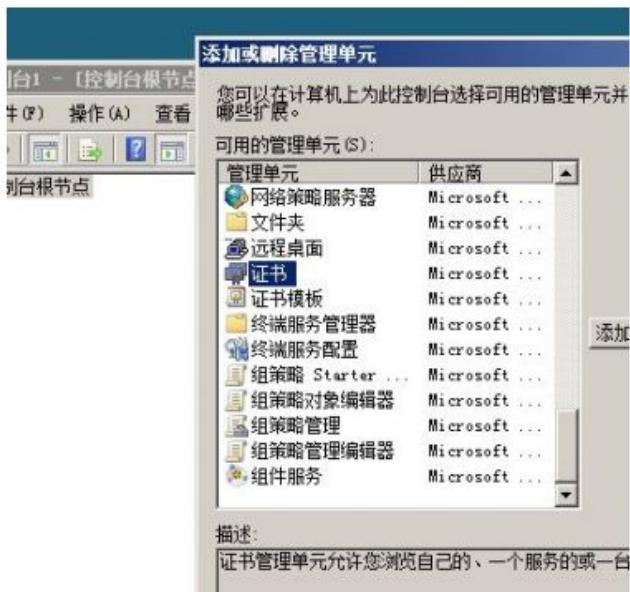 添加或删除管理单元
台1 - [控制台根节点
件(F) 操作(A) 查看
制台根节点
您可以在计算机上为此控制台选择可用的管理单元并
哪些扩展。
可用的管理单元(S):
管理单元 供应商
网络策略服务器 Microsoft ...
文件夹 Microsoft ...
远程桌面 Microsoft ...
证书 Microsoft ...
证书模板 Microsoft ...
终端服务管理器 Microsoft ...
终端服务配置 Microsoft ...
组策略 Starter ... Microsoft ...
组策略对象编辑器 Microsoft ...
组策略管理 Microsoft ...
组策略管理编辑器 Microsoft ...
组件服务 Microsoft ...
添加
描述:
证书管理单元允许您浏览自己的、一个服务的或一台